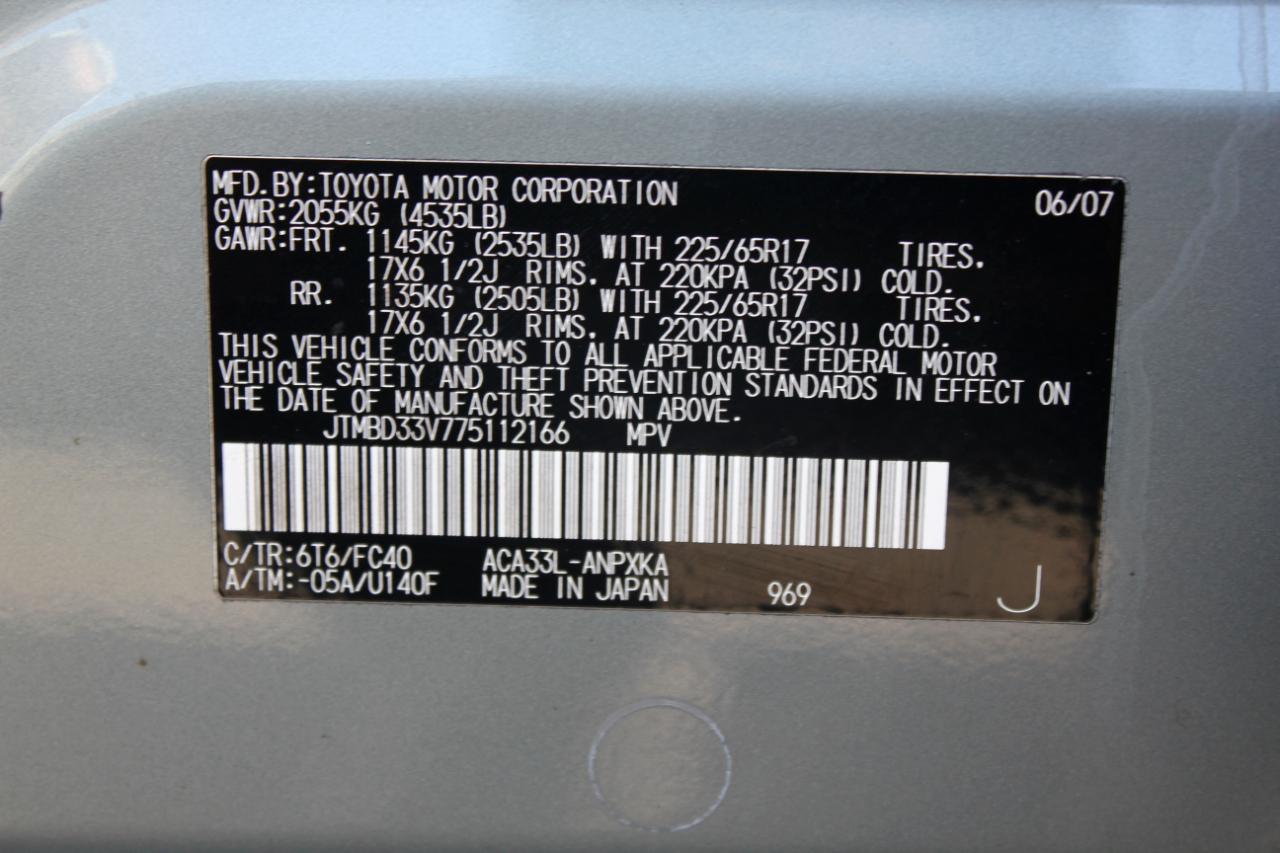 MFD.BY:TOYOTA MOTOR CORPORATION 06/07
GVWR:2055KG (4535LB)
GAWR:FRT. 1145KG (2535LB) WITH 225/65R17 TIRES.
17X6 1/2J RIMS. AT 220KPA (32PSI) COLD.
RR. 1135KG (2505LB) WITH 225/65R17 TIRES.
17X6 1/2J RIMS. AT 220KPA (32PSI) COLD.
THIS VEHICLE CONFORMS TO ALL APPLICABLE FEDERAL MOTOR
VEHICLE SAFETY AND THEFT PREVENTION STANDARDS IN EFFECT ON
THE DATE OF MANUFACTURE SHOWN ABOVE.
JTMBD33V775112166 MPV
C/TR:6T6/FC40 ACA33L-ANPXKA
A/TM:-05A/U140F MADE IN JAPAN 969 J